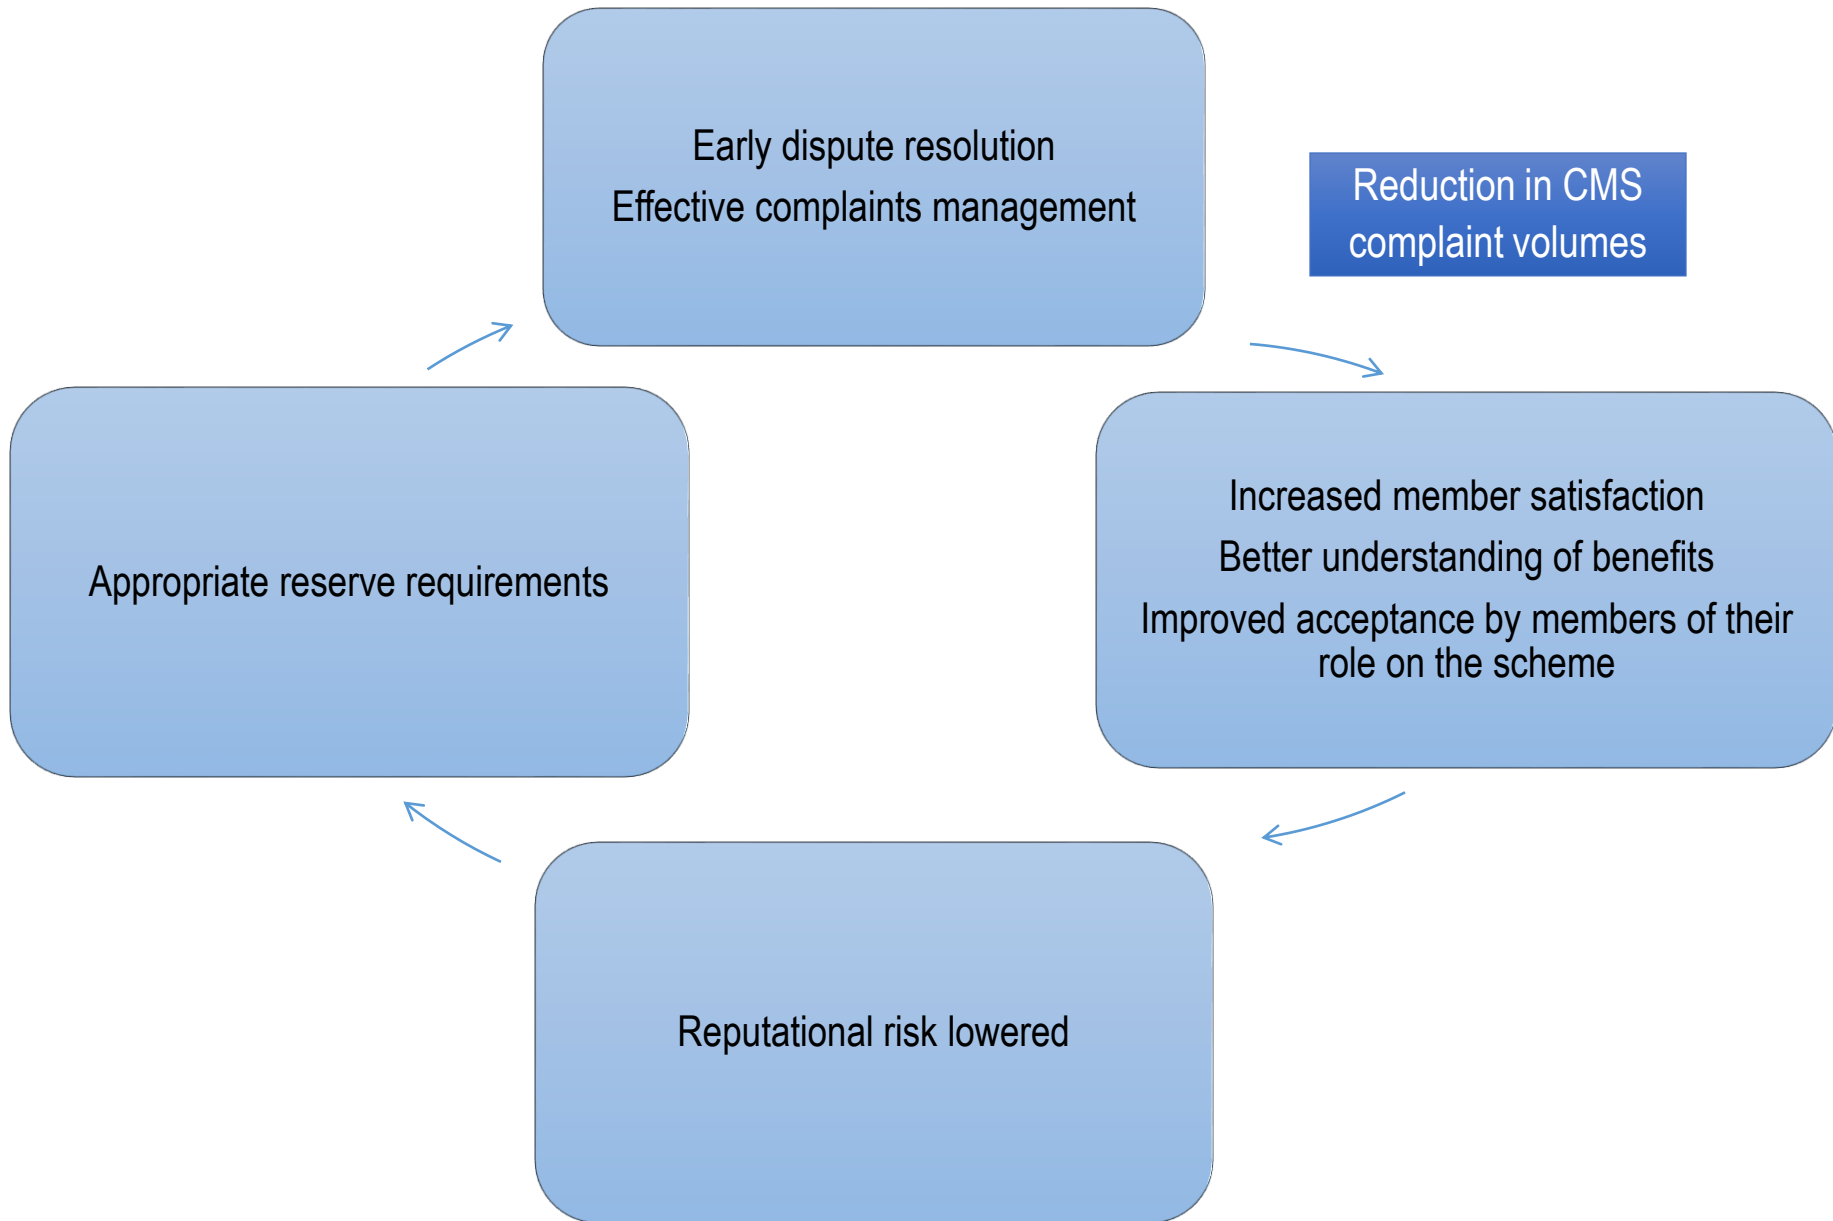 Early dispute resolution
Effective complaints management
Reduction in CMS
complaint volumes
Increased member satisfaction
Better understanding of benefits
Improved acceptance by members of their
role on the scheme
Appropriate reserve requirements
Reputational risk lowered